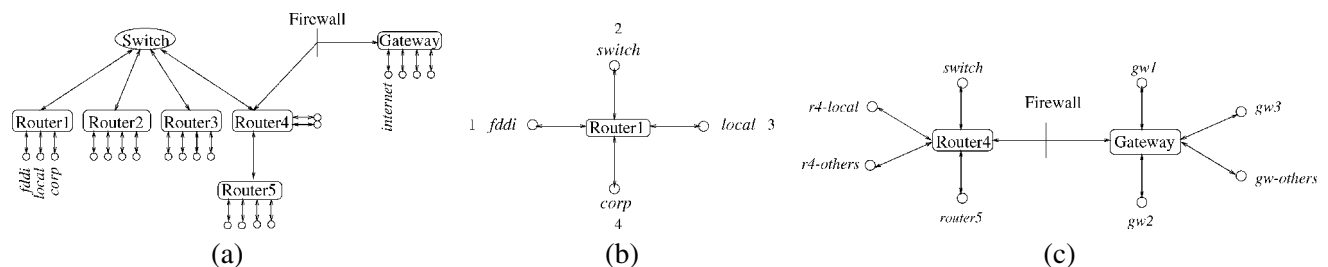 Firewall
Switch
Gateway
internet
Router1
Router2
Router3
Router4
fddi
local
corp
Router5
(a)
2
switch
1 fddi
Router1
local 3
corp
4
(b)
switch
gw1
r4-local
Firewall
gw3
Router4
Gateway
r4-others
gw-others
router5
gw2
(c)